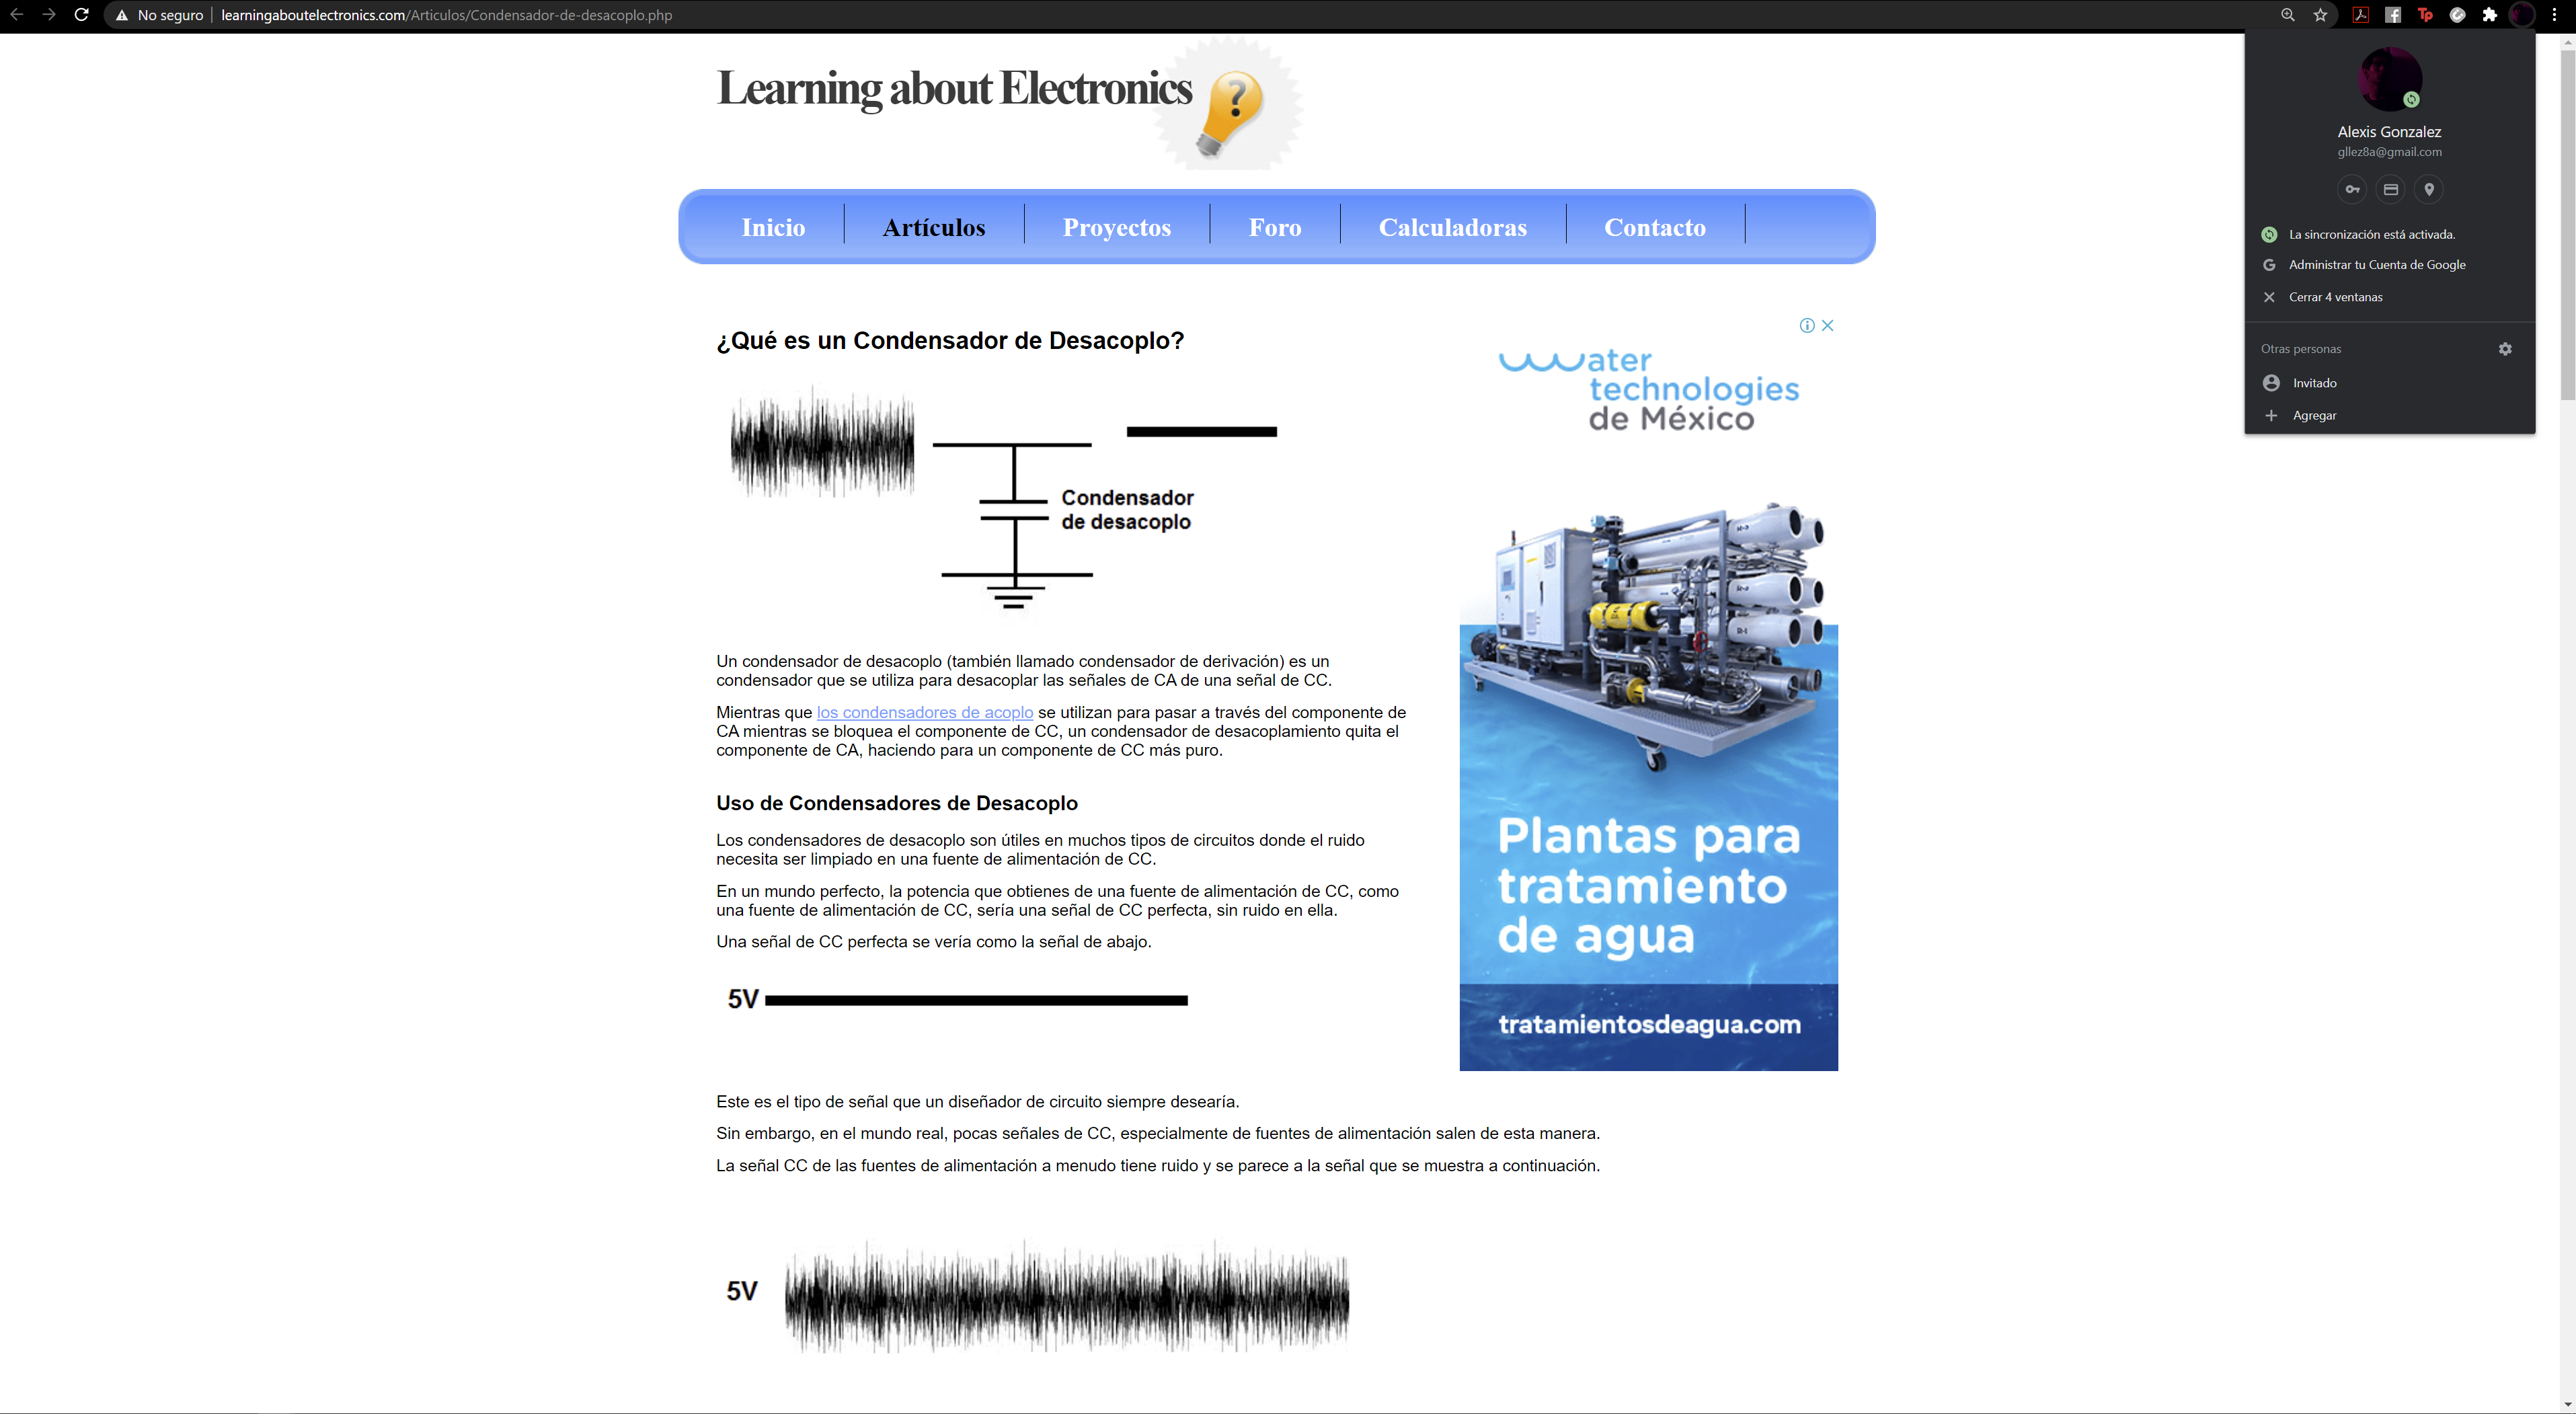 No seguro
learningaboutelectronics.com/Articulos/Condensador-de-desacoplo.php
Learning about Electronics
?
Inicio
Artículos
Proyectos
Foro
Calculadoras
Contacto
Alexis Gonzalez
gllez8a@gmail.com
La sincronización está activada.
Administrar tu Cuenta de Google
Cerrar 4 ventanas
Otras personas
Invitado
Agregar
¿Qué es un Condensador de Desacoplo?
Condensador
de desacoplo
Un condensador de desacoplo (también llamado condensador de derivación) es un
condensador que se utiliza para desacoplar las señales de CA de una señal de CC.
Mientras que los condensadores de acoplo se utilizan para pasar a través del componente de
CA mientras se bloquea el componente de CC, un condensador de desacoplamiento quita el
componente de CA, haciendo para un componente de CC más puro.
Uso de Condensadores de Desacoplo
Los condensadores de desacoplo son útiles en muchos tipos de circuitos donde el ruido
necesita ser limpiado en una fuente de alimentación de CC.
En un mundo perfecto, la potencia que obtienes de una fuente de alimentación de CC, como
una fuente de alimentación de CC, sería una señal de CC perfecta, sin ruido en ella.
Una señal de CC perfecta se vería como la señal de abajo.
5V
water
technologies
de México
Plantas para
tratamiento
de agua
tratamientosdeagua.com
Este es el tipo de señal que un diseñador de circuito siempre desearía.
Sin embargo, en el mundo real, pocas señales de CC, especialmente de fuentes de alimentación salen de esta manera.
La señal CC de las fuentes de alimentación a menudo tiene ruido y se parece a la señal que se muestra a continuación.
5V